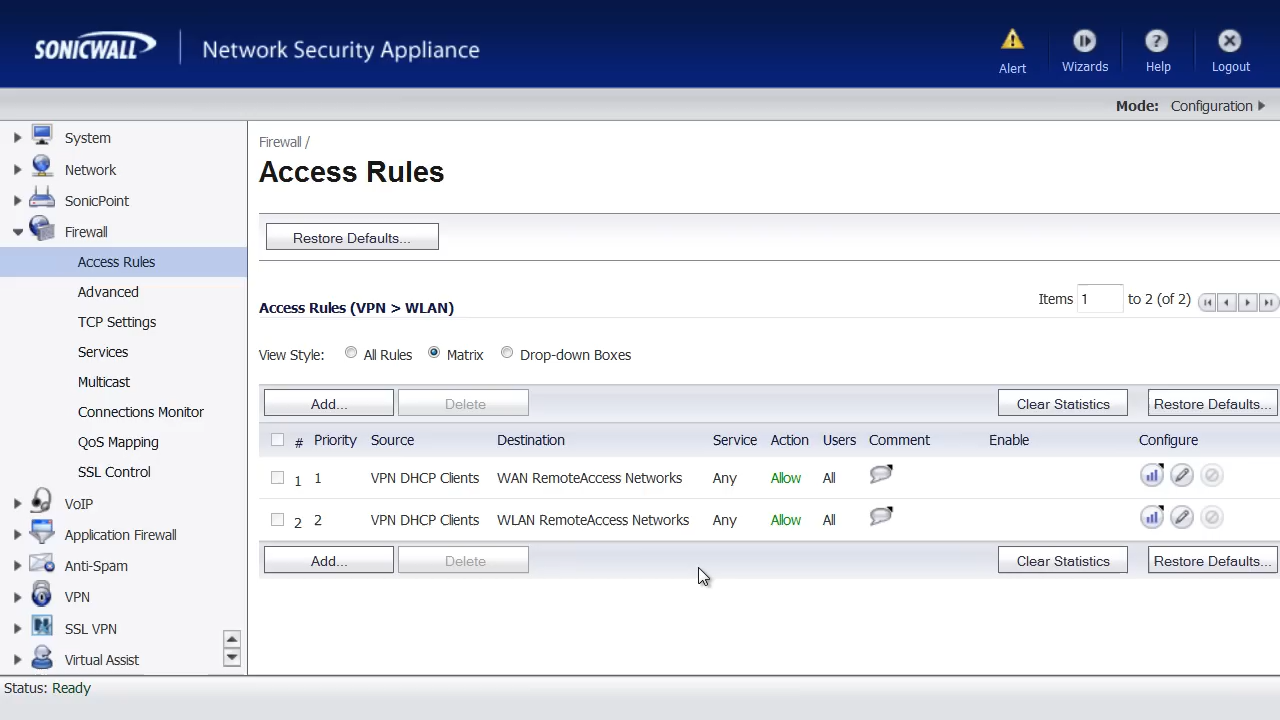 SONICWALL | Network Security Appliance
Alert Wizards Help Logout
Mode: Configuration
System
Network
SonicPoint
Firewall
Access Rules
Advanced
TCP Settings
Services
Multicast
Connections Monitor
QoS Mapping
SSL Control
VoIP
Application Firewall
Anti-Spam
VPN
SSL VPN
Virtual Assist
Firewall /
Access Rules
Restore Defaults...
Access Rules (VPN > WLAN)
Items 1 to 2 (of 2)
View Style: All Rules Matrix Drop-down Boxes
Add... Delete Clear Statistics Restore Defaults...
# Priority Source Destination Service Action Users Comment Enable Configure
1 1 VPN DHCP Clients WAN RemoteAccess Networks Any Allow All
2 2 VPN DHCP Clients WLAN RemoteAccess Networks Any Allow All
Add... Delete Clear Statistics Restore Defaults...
Status: Ready